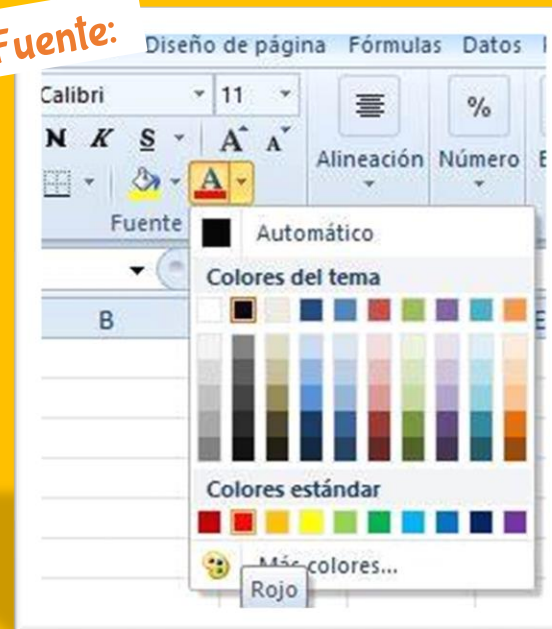 Fuente:
Diseño de página Fórmulas Datos
Calibri 11
N K S A A
A
Alineación Número
Fuente
Automático
Colores del tema
B
Colores estándar
Más colores...
Rojo